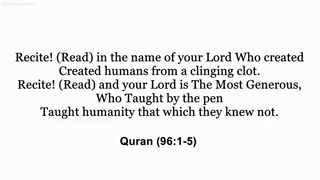 Recite! (Read) in the name of your Lord Who created
Created humans from a clinging clot.
Recite! (Read) and your Lord is The Most Generous,
Who Taught by the pen
Taught humanity that which they knew not.
Quran (96:1-5)